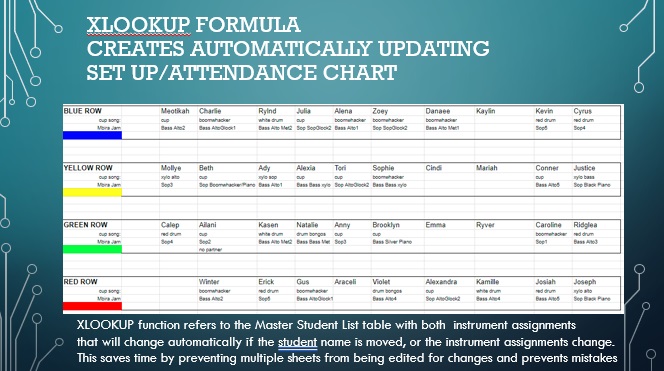 XLOOKUP FORMULA
CREATES AUTOMATICALLY UPDATING
SET UP/ATTENDANCE CHART
BLUE ROW Meotikah Charlie Rylnd Julia Alena Zoey Danaee Kaylin Kevin Cyrus
cup song: cup boomwhacker white drum cup boomwhacker boomwhacker boomwhacker red drum cup
Mbira Jam Bass Alto2 Bass AltoGlock1 Bass Alto Met2 Sop SopGlock2 Bass Alto1 Sop SopGlock2 Bass Alto Met1 Sop5 Sop4
YELLOW ROW Mollye Beth Ady Alexia Tori Sophie Cindi Mariah Conner Justice
cup song: xylo alto cup xylo sop cup cup boomwhacker cup xylo bass
Mbira Jam Sop3 Sop Boomwhacker/Piano Bass Alto1 Bass Bass xylo Sop AltoGlock2 Bass Bass xylo Bass Alto5 Sop Black Piano
GREEN ROW Calep Ailani Kasen Natalie Anny Brooklyn Emma Ryver Caroline Ridglea
cup song: red drum cup white drum drum bongos cup cup boomwhacker red drum
Mbira Jam Sop4 Sop2 Bass Alto Met2 Bass Bass Met Sop3 Bass Silver Piano Sop1 Bass Alto3
no partner
RED ROW Winter Erick Gus Araceli Violet Alexandra Kamille Josiah Joseph
cup song: boomwhacker red drum boomwhacker drum bongos cup white drum red drum xylo alto
Mbira Jam Bass Alto2 Sop5 Bass AltoGlock1 Bass Alto4 Sop AltoGlock2 Bass Alto4 Bass Alto5 Sop Black Piano
XLOOKUP function refers to the Master Student List table with both instrument assignments
that will change automatically if the student name is moved, or the instrument assignments change.
This saves time by preventing multiple sheets from being edited for changes and prevents mistakes